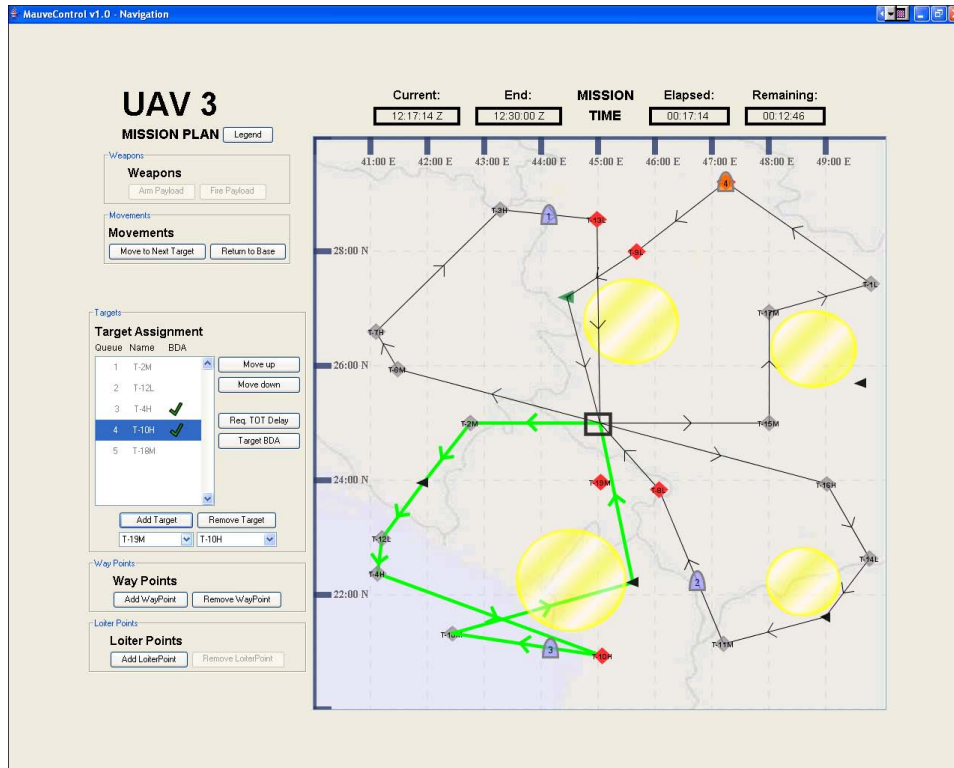 MauveControl v1.0 - Navigation
UAV 3
MISSION PLAN
Legend
Current:
End:
MISSION
TIME
Elapsed:
Remaining:
12:17:14 Z
12:30:00 Z
00:17:14
00:12:46
Weapons
Weapons
Arm Payload
Fire Payload
Movements
Movements
Move to Next Target
Return to Base
Targets
Target Assignment
Queue Name BDA
1 T-2M
2 T-12L
3 T-4H
4 T-10H
5 T-18M
Move up
Move down
Req. TOT Delay
Target BDA
Add Target
Remove Target
T-19M
T-10H
Way Points
Way Points
Add WayPoint
Remove WayPoint
Loiter Points
Loiter Points
Add LoiterPoint
Remove LoiterPoint
41:00 E
42:00 E
43:00 E
44:00 E
45:00 E
46:00 E
47:00 E
48:00 E
49:00 E
28:00 N
26:00 N
24:00 N
22:00 N
4
T-3H
1
T-13L
T-9L
T-1L
T-17M
T-7H
T-2M
T-15M
T-19M
T-8L
T-16H
T-12L
T-14L
T-4H
2
T-11M
3
T-10H